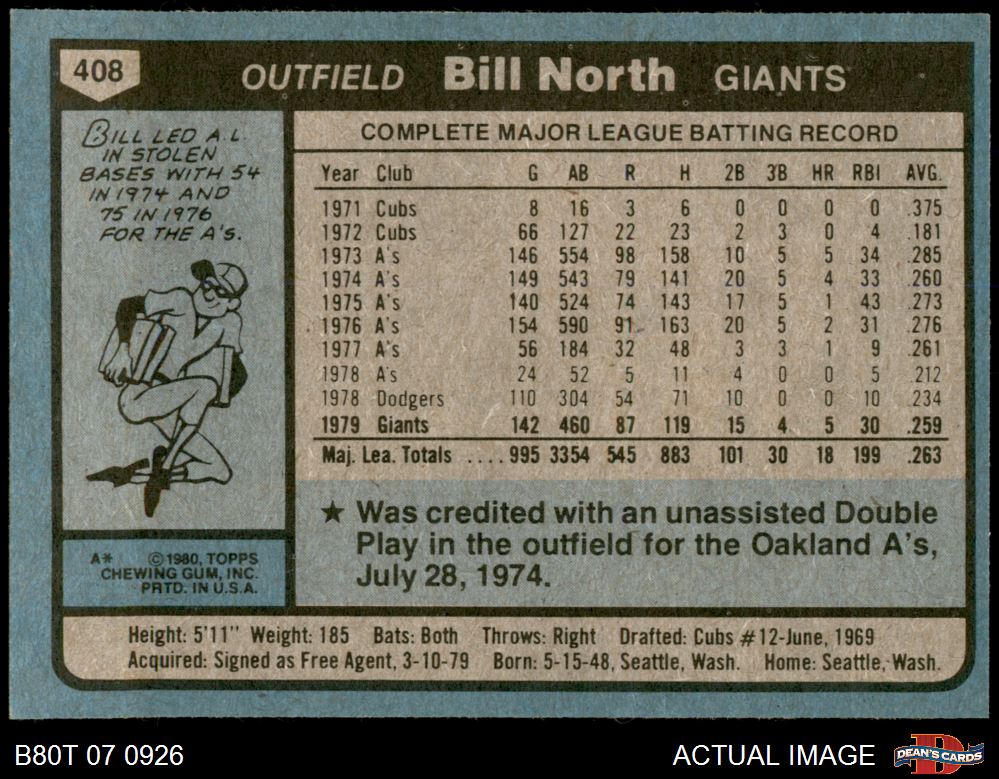 408 OUTFIELD Bill North GIANTS
BILL LED A.L.
IN STOLEN
BASES WITH 54
IN 1974 AND
75 IN 1976
FOR THE A's.
A* © 1980, TOPPS
CHEWING GUM, INC.
PRTD. IN U.S.A.
COMPLETE MAJOR LEAGUE BATTING RECORD
Year Club G AB R H 2B 3B HR RBI AVG.
1971 Cubs 8 16 3 6 0 0 0 0 .375
1972 Cubs 66 127 22 23 2 3 0 4 .181
1973 A's 146 554 98 158 10 5 5 34 .285
1974 A's 149 543 79 141 20 5 4 33 .260
1975 A's 140 524 74 143 17 5 1 43 .273
1976 A's 154 590 91 163 20 5 2 31 .276
1977 A's 56 184 32 48 3 3 1 9 .261
1978 A's 24 52 5 11 4 0 0 5 .212
1978 Dodgers 110 304 54 71 10 0 0 10 .234
1979 Giants 142 460 87 119 15 4 5 30 .259
Maj. Lea. Totals .... 995 3354 545 883 101 30 18 199 .263
★ Was credited with an unassisted Double
Play in the outfield for the Oakland A's,
July 28, 1974.
Height: 5'11" Weight: 185 Bats: Both Throws: Right Drafted: Cubs #12-June, 1969
Acquired: Signed as Free Agent, 3-10-79 Born: 5-15-48, Seattle, Wash. Home: Seattle, Wash.
B80T 07 0926 ACTUAL IMAGE DEAN'S CARDS